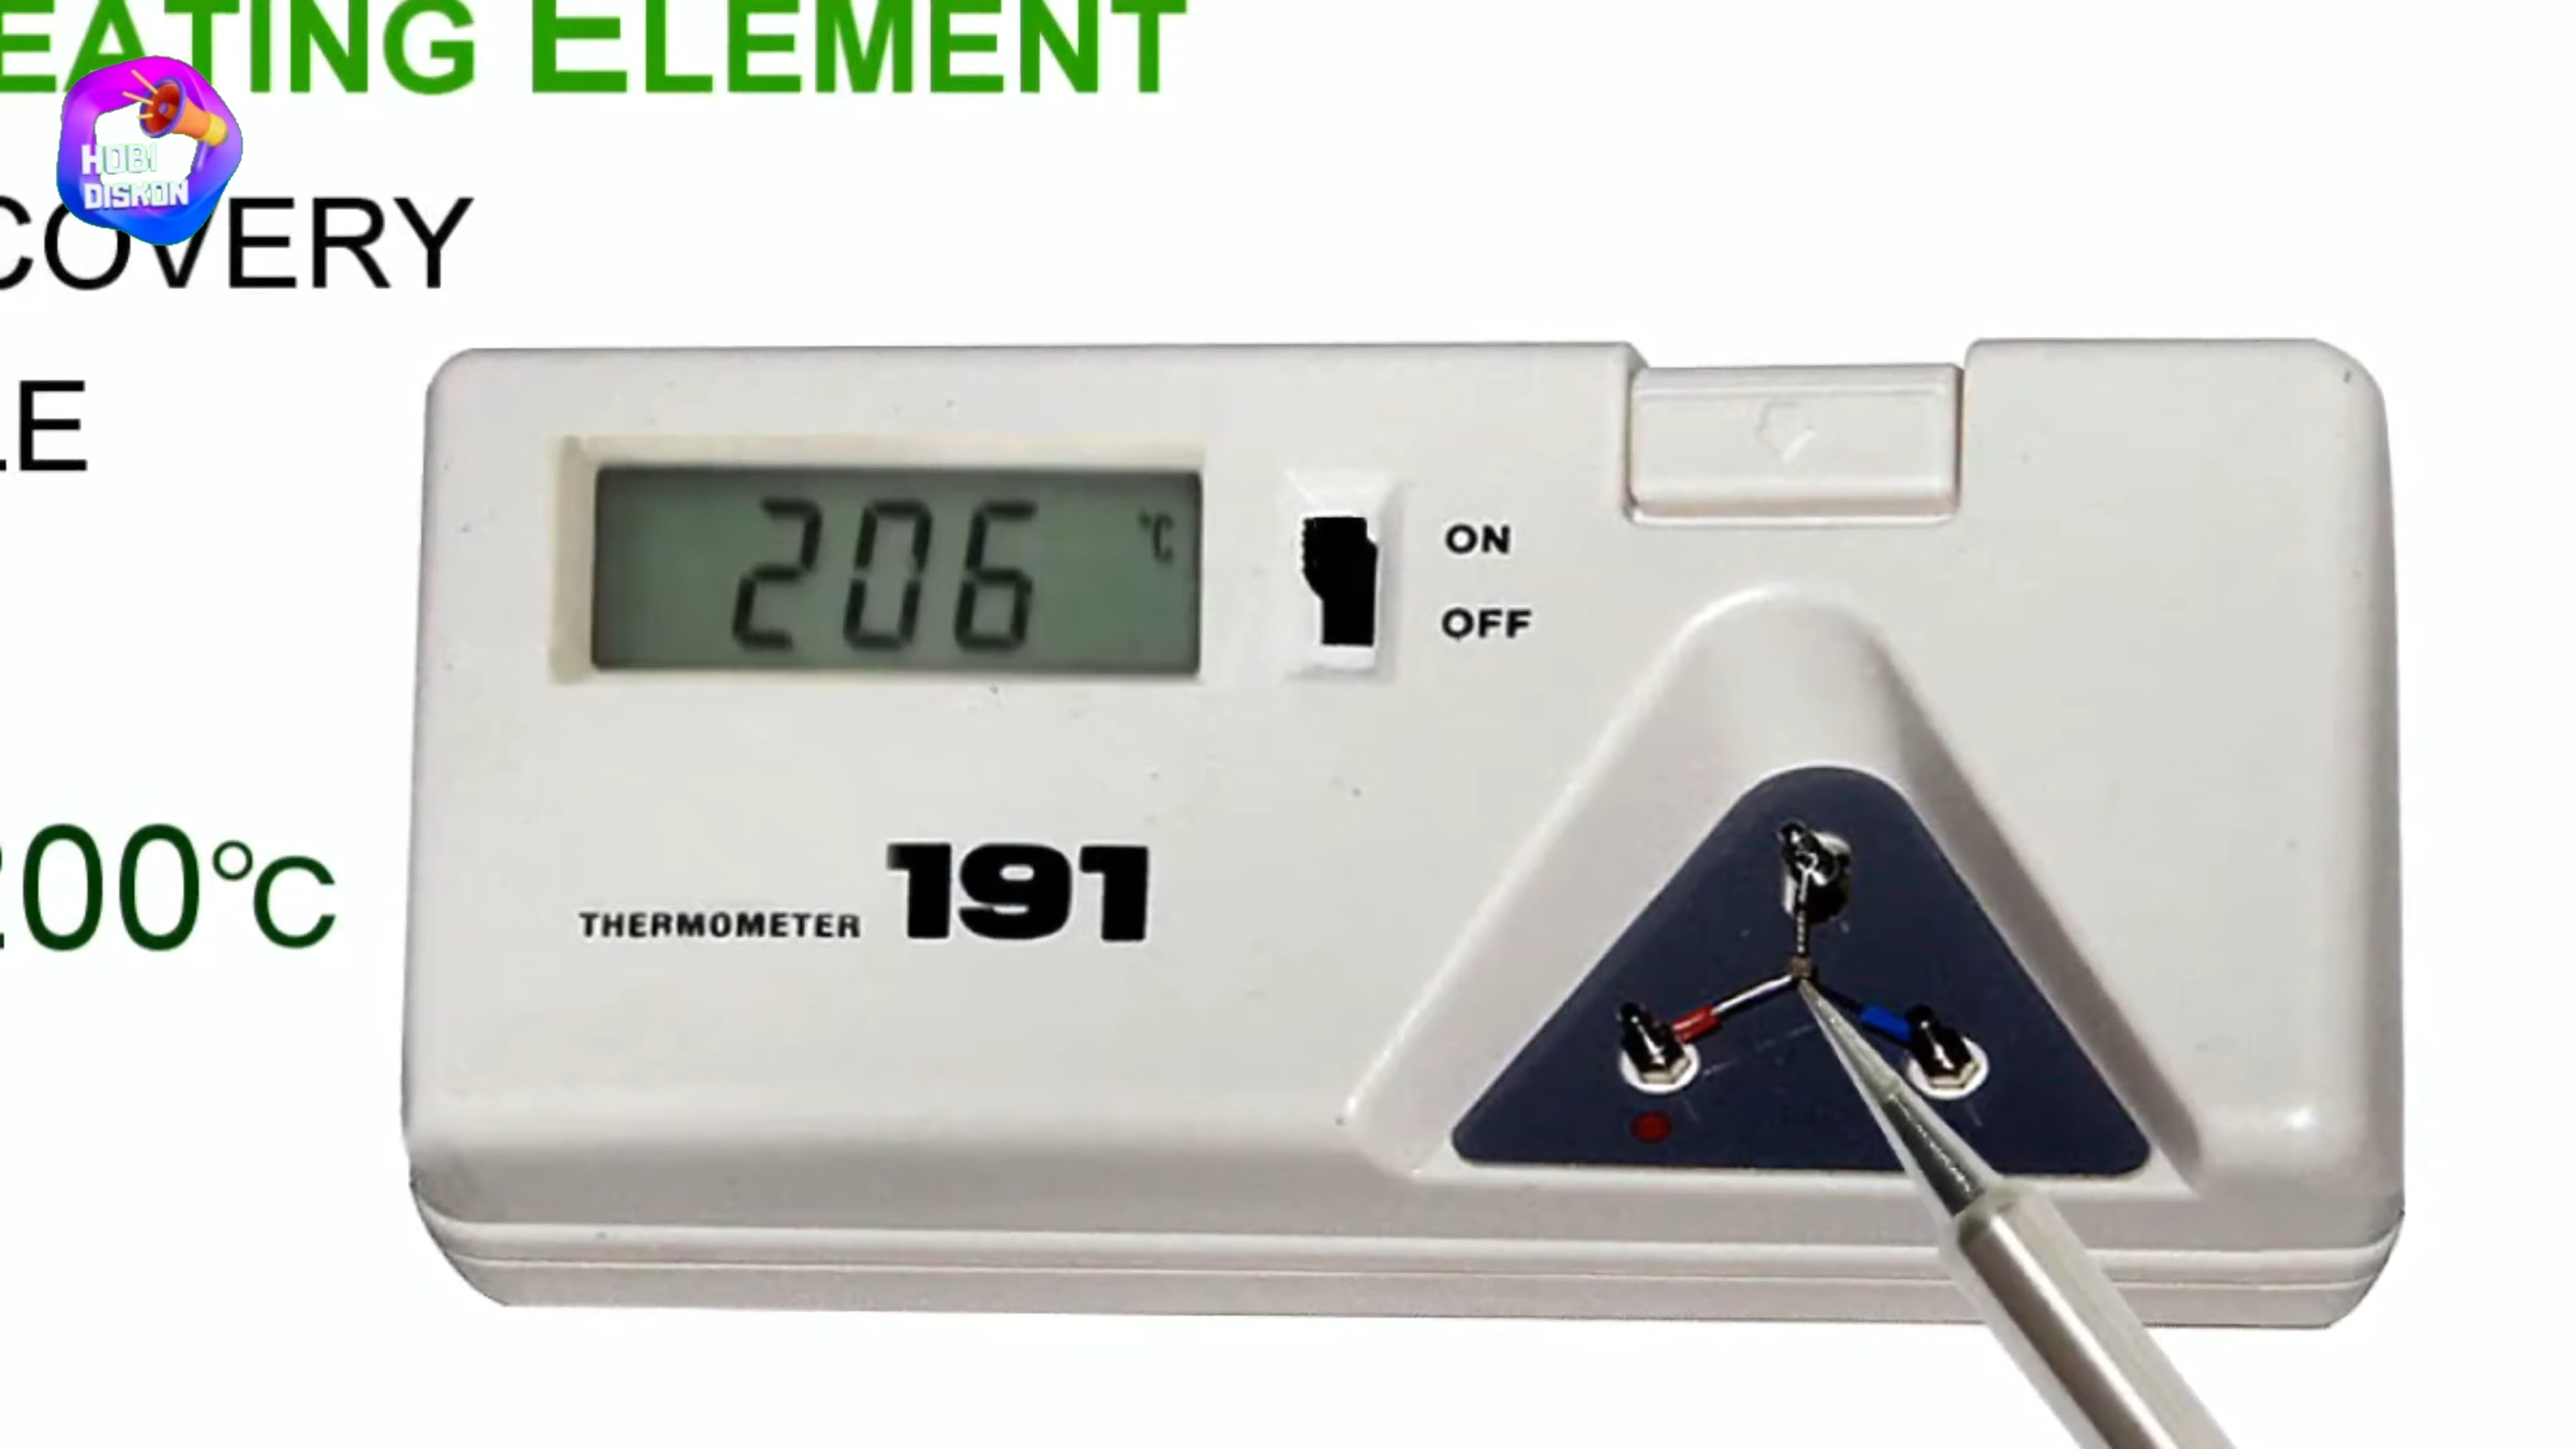 EATING ELEMENT
HOBI
DISKON
COVERY
LE
206 °C
ON
OFF
200°C
THERMOMETER 191